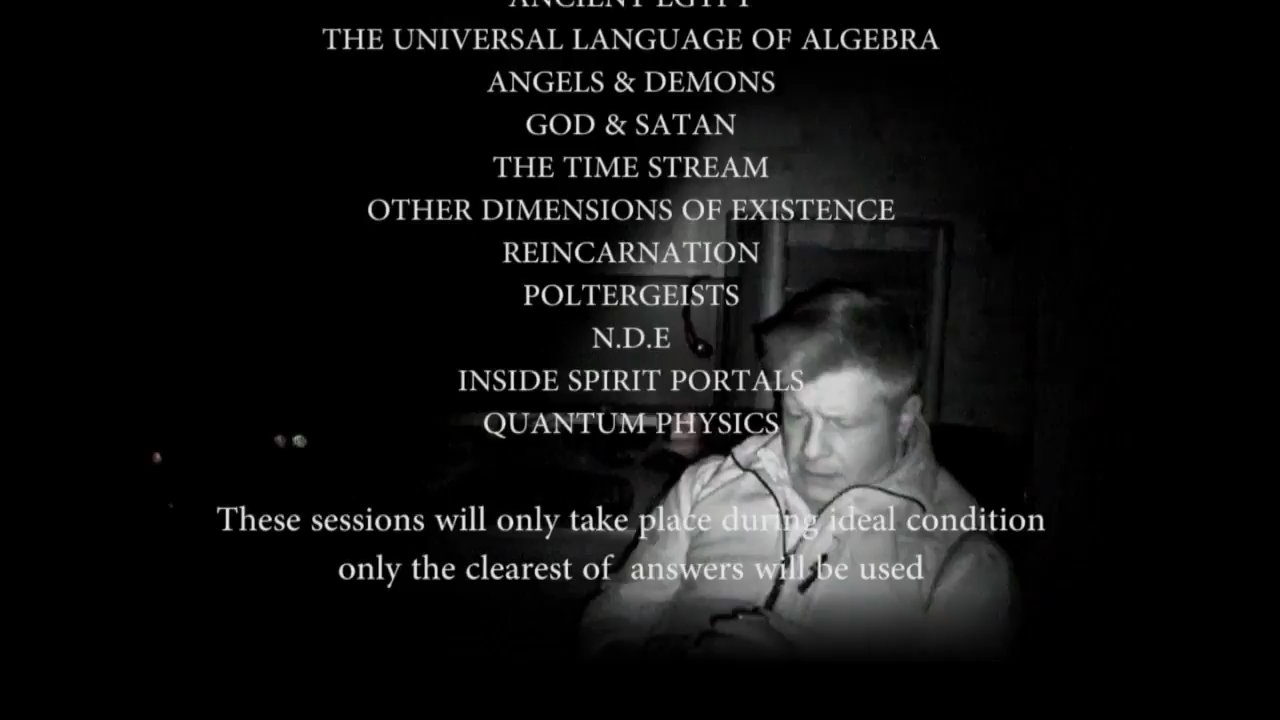 ANCIENT EGYPT
THE UNIVERSAL LANGUAGE OF ALGEBRA
ANGELS & DEMONS
GOD & SATAN
THE TIME STREAM
OTHER DIMENSIONS OF EXISTENCE
REINCARNATION
POLTERGEISTS
N.D.E
INSIDE SPIRIT PORTALS
QUANTUM PHYSICS
These sessions will only take place during ideal condition
only the clearest of answers will be used